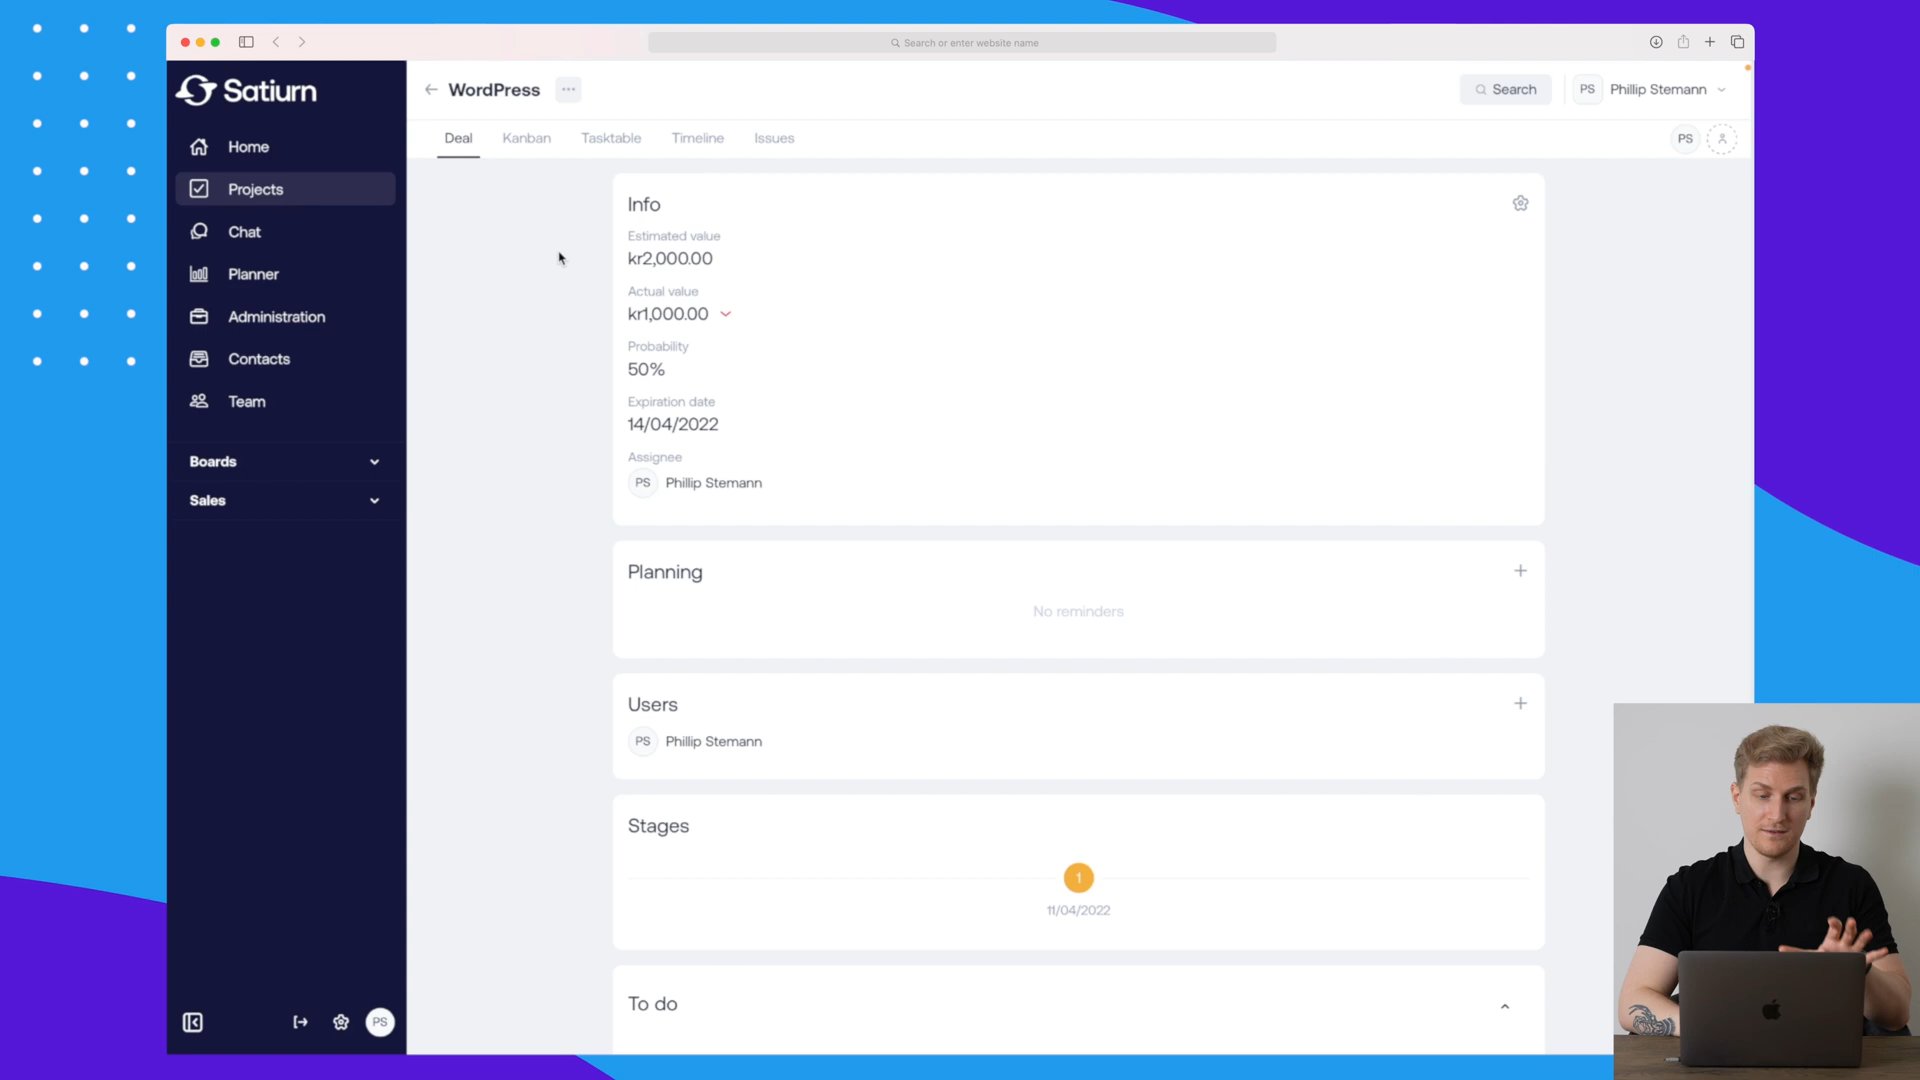 Search or enter website name
Satiurn
WordPress
Search
PS
Phillip Stemann
Home
Projects
Chat
Planner
Administration
Contacts
Team
Boards
Sales
PS
Deal
Kanban
Tasktable
Timeline
Issues
PS
Info
Estimated value
kr2,000.00
Actual value
kr1,000.00
Probability
50%
Expiration date
14/04/2022
Assignee
PS
Phillip Stemann
Planning
No reminders
Users
PS
Phillip Stemann
Stages
1
11/04/2022
To do